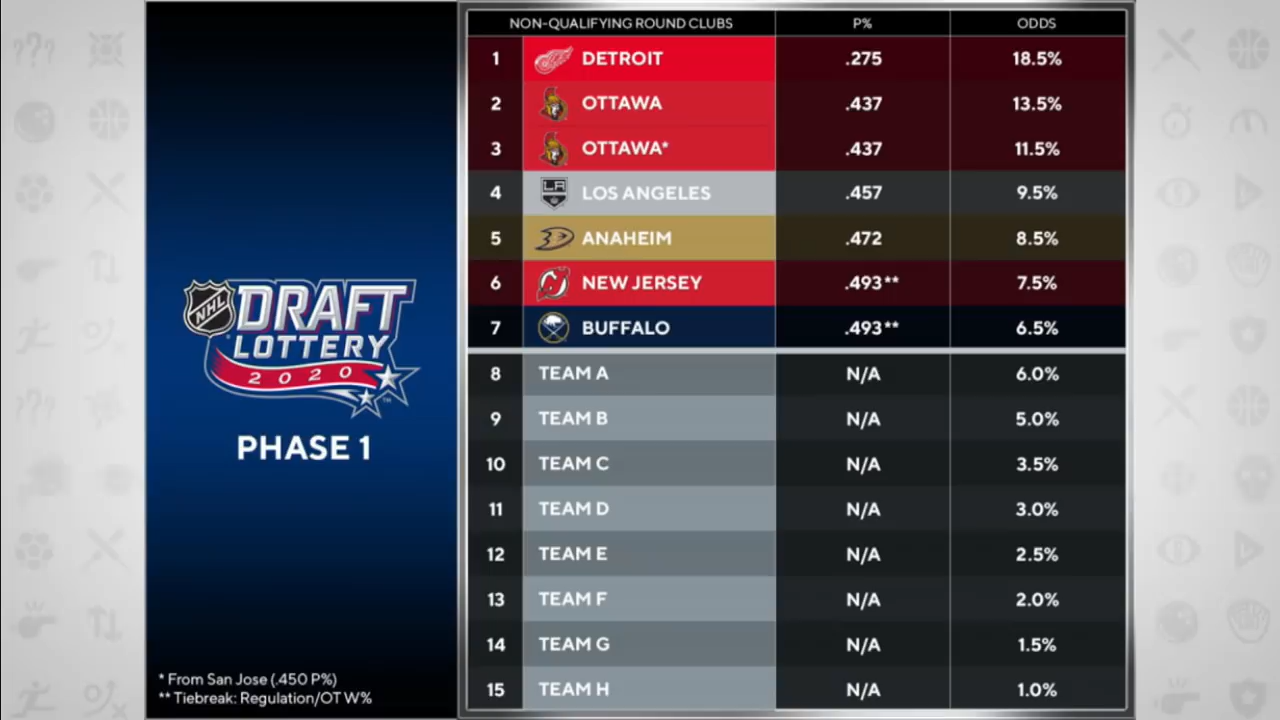 NHL
DRAFT
LOTTERY
2020
PHASE 1
* From San Jose (.450 P%)
** Tiebreak: Regulation/OT W%
NON-QUALIFYING ROUND CLUBS P% ODDS
1 DETROIT .275 18.5%
2 OTTAWA .437 13.5%
3 OTTAWA* .437 11.5%
4 LA LOS ANGELES .457 9.5%
5 ANAHEIM .472 8.5%
6 NEW JERSEY .493** 7.5%
7 BUFFALO .493** 6.5%
8 TEAM A N/A 6.0%
9 TEAM B N/A 5.0%
10 TEAM C N/A 3.5%
11 TEAM D N/A 3.0%
12 TEAM E N/A 2.5%
13 TEAM F N/A 2.0%
14 TEAM G N/A 1.5%
15 TEAM H N/A 1.0%